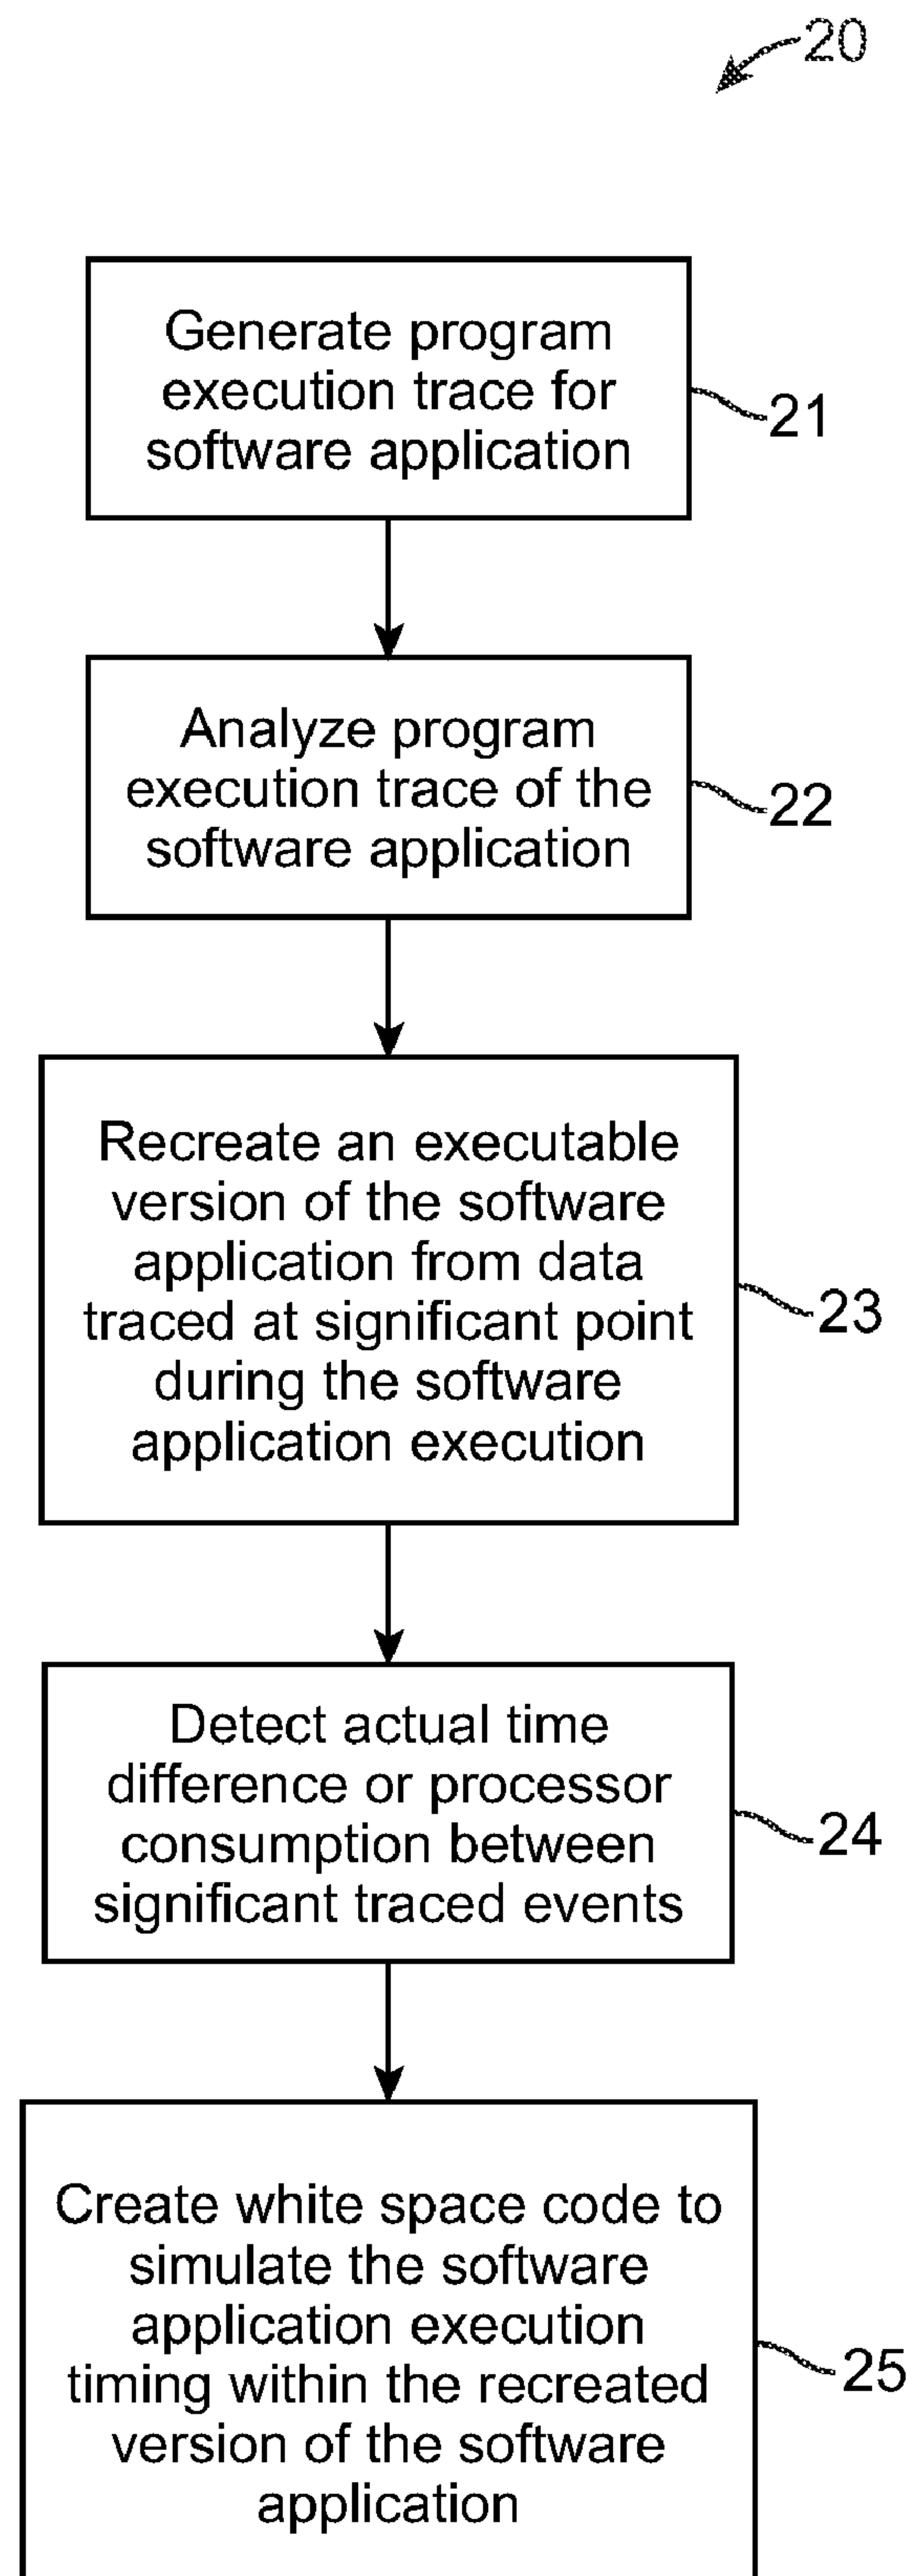 20
Generate program
execution trace for
software application
21
Analyze program
execution trace of the
software application
22
Recreate an executable
version of the software
application from data
traced at significant point
during the software
application execution
23
Detect actual time
difference or processor
consumption between
significant traced events
24
Create white space code to
simulate the software
application execution
timing within the recreated
version of the software
application
25